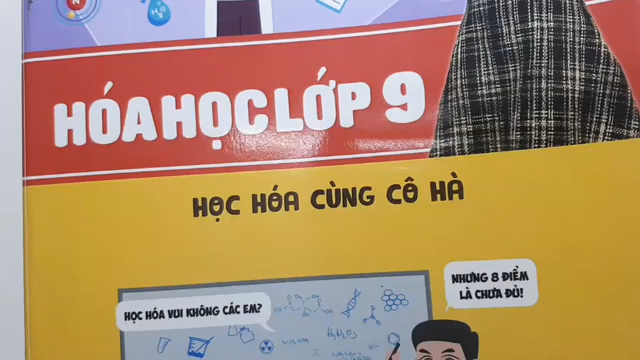 HÓA HỌC LỚP 9
HỌC HÓA CÙNG CÔ HÀ
NHƯNG 8 ĐIỂM
LÀ CHƯA ĐỦ!
HỌC HÓA VUI KHÔNG CÁC EM?